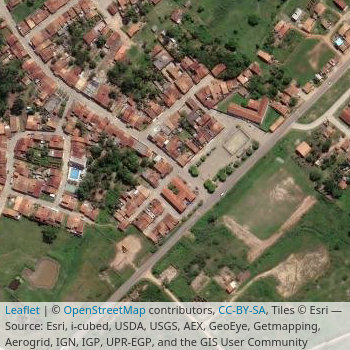 Leaflet | © OpenStreetMap contributors, CC-BY-SA, Tiles © Esri —
Source: Esri, i-cubed, USDA, USGS, AEX, GeoEye, Getmapping,
Aerogrid, IGN, IGP, UPR-EGP, and the GIS User Community